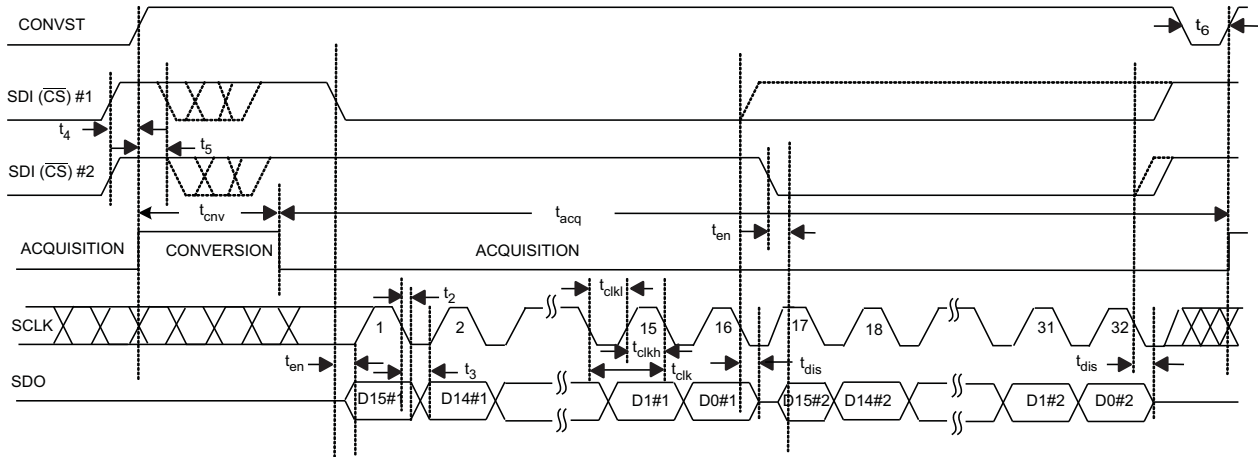 CONVST
t6
SDI (CS) #1
t4
t5
SDI (CS) #2
tcnv
tacq
ten
ACQUISITION
CONVERSION
ACQUISITION
t2
tclkl
SCLK
1
2
15
16
17
18
31
32
tclkh
ten
t3
tclk
tdis
tdis
SDO
D15#1
D14#1
D1#1
D0#1
D15#2
D14#2
D1#2
D0#2